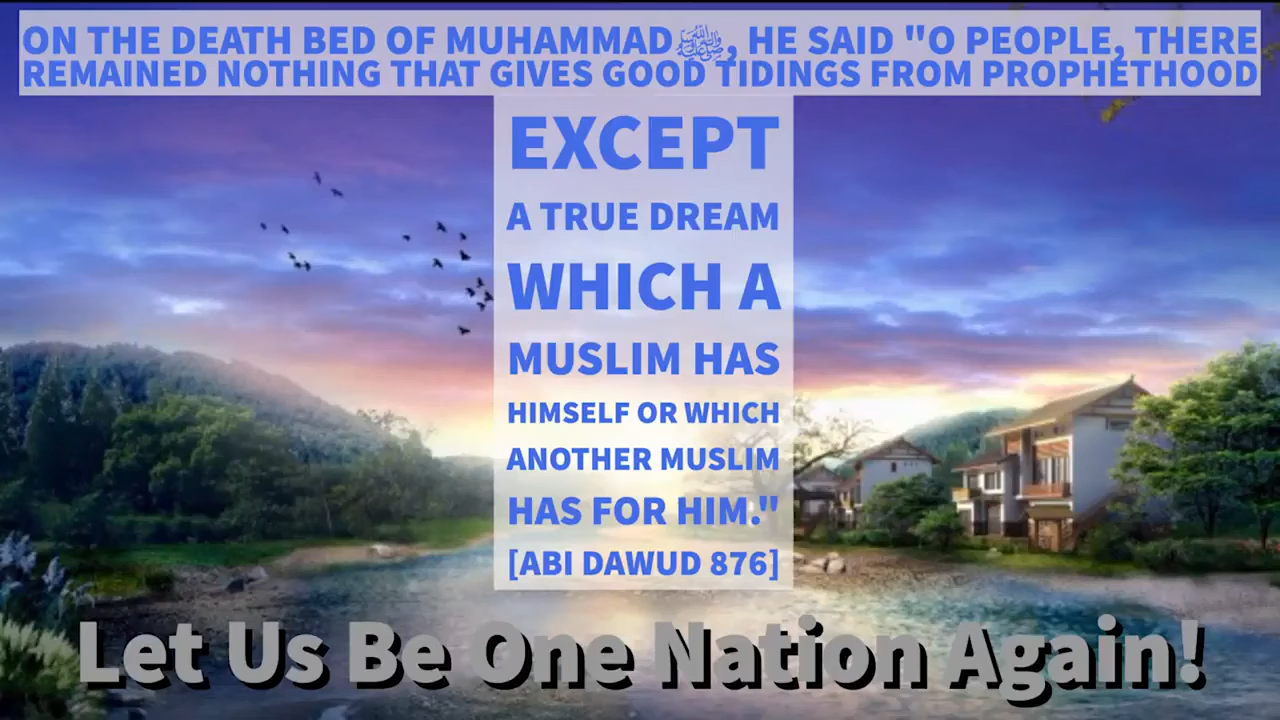 ON THE DEATH BED OF MUHAMMAD ﷺ, HE SAID "O PEOPLE, THERE
REMAINED NOTHING THAT GIVES GOOD TIDINGS FROM PROPHETHOOD
EXCEPT
A TRUE DREAM
WHICH A
MUSLIM HAS
HIMSELF OR WHICH
ANOTHER MUSLIM
HAS FOR HIM."
[ABI DAWUD 876]
Let Us Be One Nation Again!